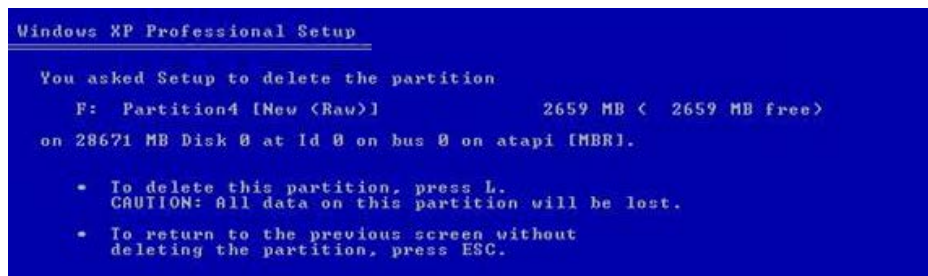 Windows XP Professional Setup
You asked Setup to delete the partition
F: Partition4 [New (Raw)] 2659 MB ( 2659 MB free)
on 28671 MB Disk 0 at Id 0 on bus 0 on atapi [MBR].
• To delete this partition, press L.
CAUTION: All data on this partition will be lost.
• To return to the previous screen without
deleting the partition, press ESC.